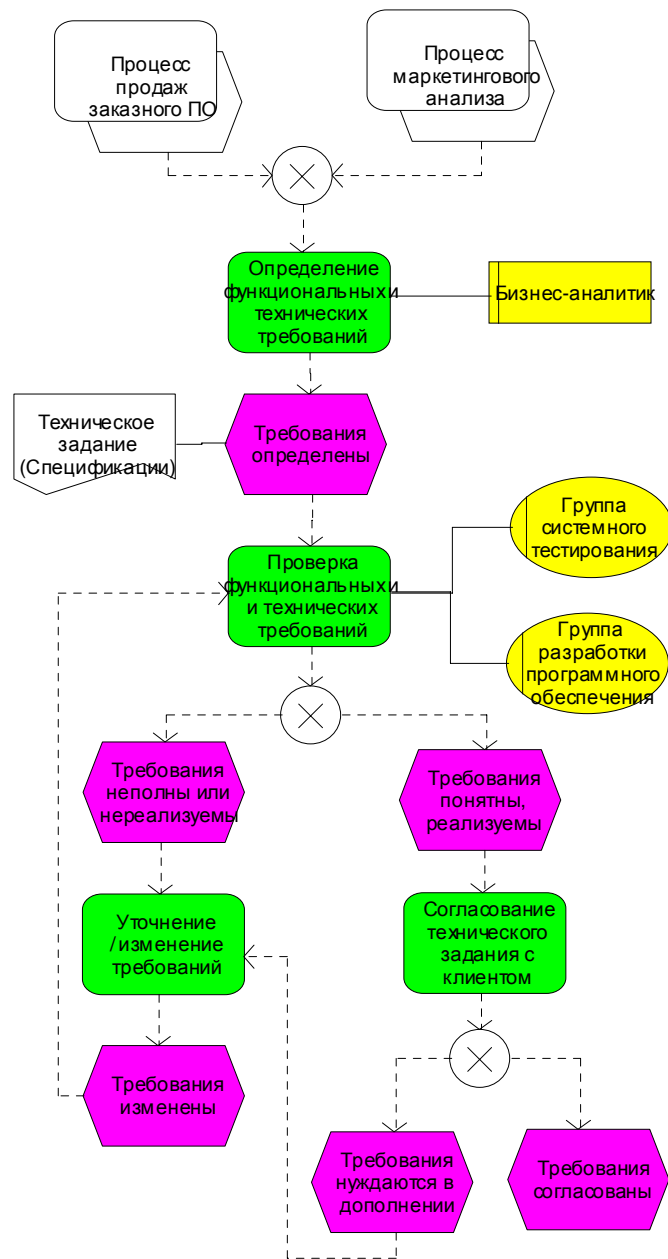 Процесс
продаж
заказного ПО
Процесс
маркетингового
анализа
Определение
функциональных и
технических
требований
Бизнес-аналитик
Техническое
задание
(Спецификации)
Требования
определены
Группа
системного
тестирования
Проверка
функциональных
и технических
требований
Группа
разработки
программного
обеспечения
Требования
неполны или
нереализуемы
Требования
понятны,
реализуемы
Уточнение
/изменение
требований
Согласование
технического
задания с
клиентом
Требования
изменены
Требования
нуждаются в
дополнении
Требования
согласованы